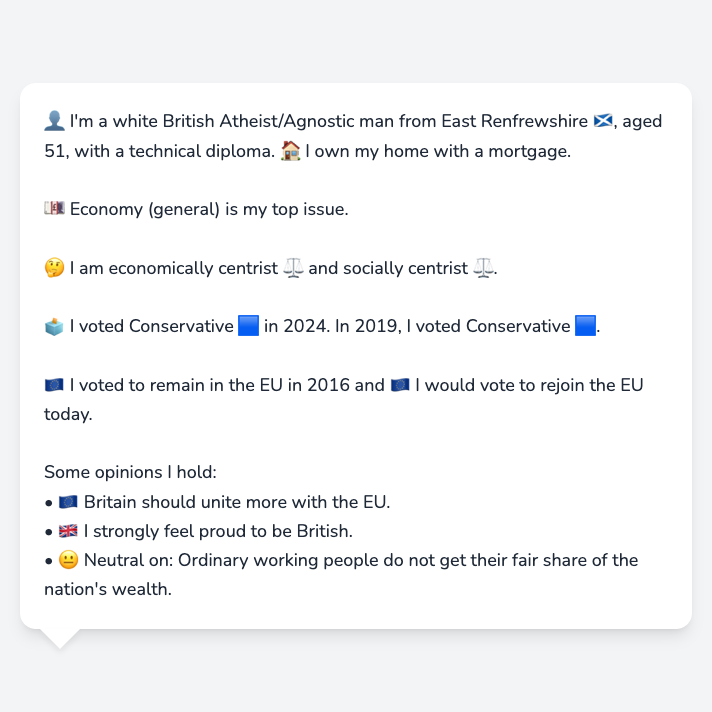 👤 I'm a white British Atheist/Agnostic man from East Renfrewshire 🏴󠁧󠁢󠁳󠁣󠁴󠁿, aged
51, with a technical diploma. 🏠 I own my home with a mortgage.
💷 Economy (general) is my top issue.
🤔 I am economically centrist ⚖️ and socially centrist ⚖️.
🗳️ I voted Conservative 🟦 in 2024. In 2019, I voted Conservative 🟦.
🇪🇺 I voted to remain in the EU in 2016 and 🇪🇺 I would vote to rejoin the EU
today.
Some opinions I hold:
• 🇪🇺 Britain should unite more with the EU.
• 🇬🇧 I strongly feel proud to be British.
• 😐 Neutral on: Ordinary working people do not get their fair share of the
nation's wealth.